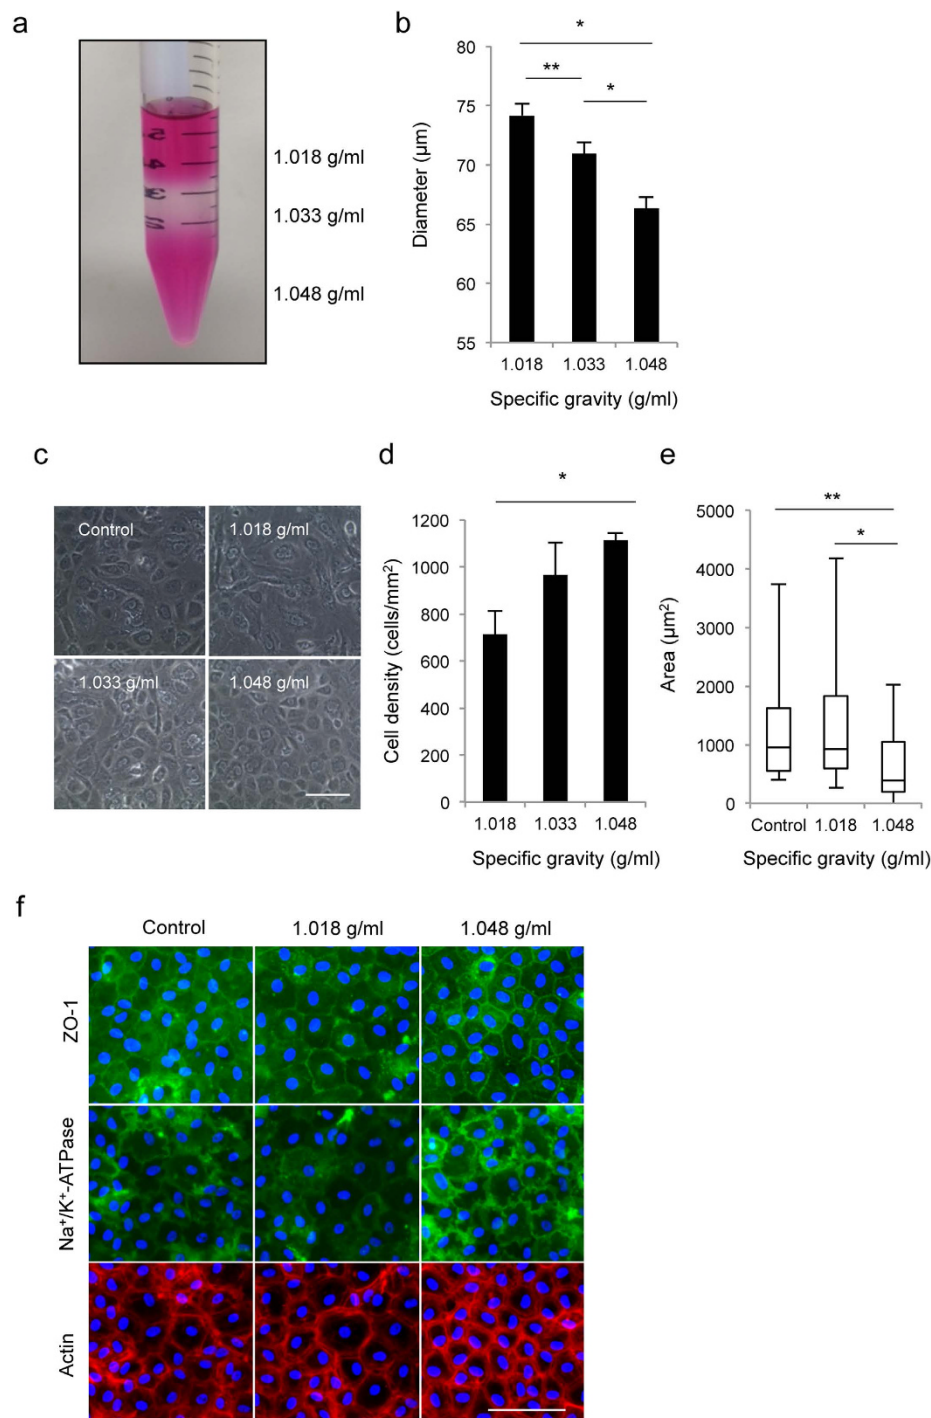 a
5
4
3
1.018 g/ml
1.033 g/ml
1.048 g/ml
b
*
**
*
80
75
70
65
60
55
Diameter (µm)
1.018 1.033 1.048
Specific gravity (g/ml)
c
Control
1.018 g/ml
1.033 g/ml
1.048 g/ml
d
*
1200
1000
800
600
400
200
0
Cell density (cells/mm²)
1.018 1.033 1.048
Specific gravity (g/ml)
e
**
*
5000
4000
3000
2000
1000
0
Area (µm²)
Control 1.018 1.048
Specific gravity (g/ml)
f
Control 1.018 g/ml 1.048 g/ml
ZO-1
Na⁺/K⁺-ATPase
Actin